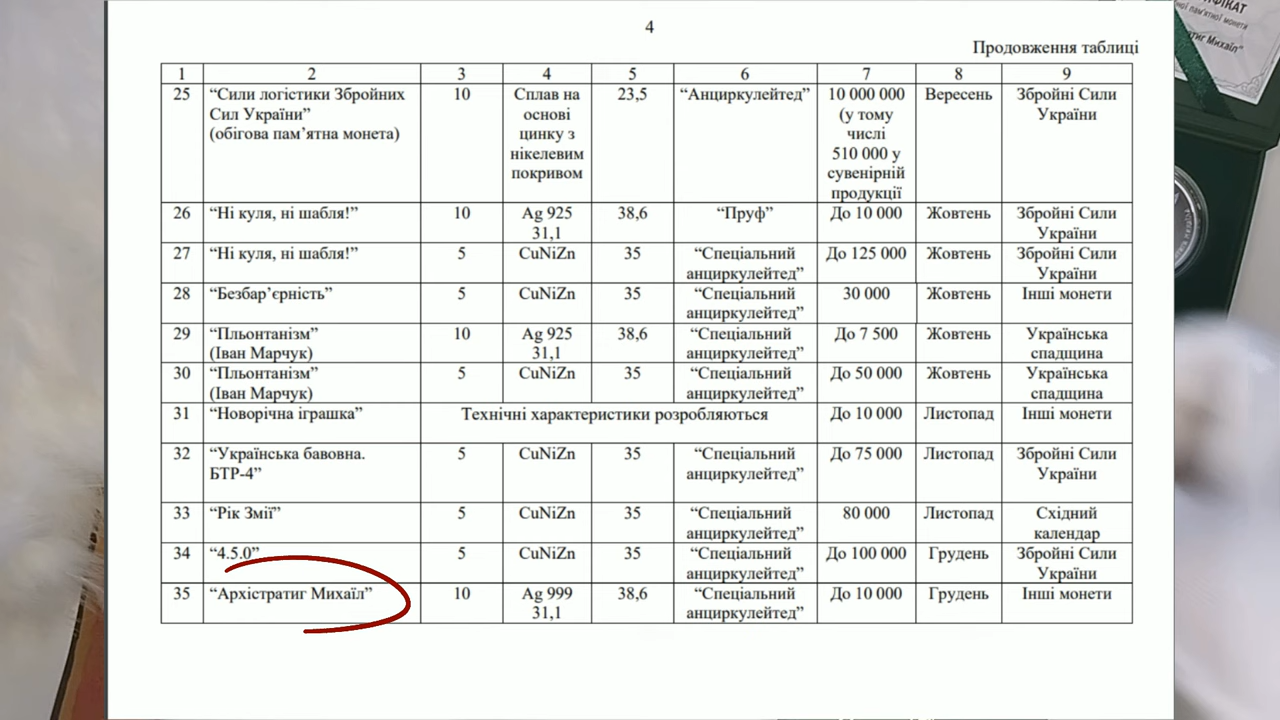 4
Продовження таблиці
1 2 3 4 5 6 7 8 9
25 “Сили логістики Збройних Сил України” (обігова пам’ятна монета) 10 Сплав на основі цинку з нікелевим покривом 23,5 “Анциркулейтед” 10 000 000 (у тому числі 510 000 у сувенірній продукції Вересень Збройні Сили України
26 “Ні куля, ні шабля!” 10 Ag 925 31,1 38,6 “Пруф” До 10 000 Жовтень Збройні Сили України
27 “Ні куля, ні шабля!” 5 CuNiZn 35 “Спеціальний анциркулейтед” До 125 000 Жовтень Збройні Сили України
28 “Безбар’єрність” 5 CuNiZn 35 “Спеціальний анциркулейтед” 30 000 Жовтень Інші монети
29 “Пльонтанізм” (Іван Марчук) 10 Ag 925 31,1 38,6 “Спеціальний анциркулейтед” До 7 500 Жовтень Українська спадщина
30 “Пльонтанізм” (Іван Марчук) 5 CuNiZn 35 “Спеціальний анциркулейтед” До 50 000 Жовтень Українська спадщина
31 “Новорічна іграшка” Технічні характеристики розробляються До 10 000 Листопад Інші монети
32 “Українська бавовна. БТР-4” 5 CuNiZn 35 “Спеціальний анциркулейтед” До 75 000 Листопад Збройні Сили України
33 “Рік Змії” 5 CuNiZn 35 “Спеціальний анциркулейтед” 80 000 Листопад Східний календар
34 “4.5.0” 5 CuNiZn 35 “Спеціальний анциркулейтед” До 100 000 Грудень Збройні Сили України
35 “Архістратиг Михаїл” 10 Ag 999 31,1 38,6 “Спеціальний анциркулейтед” До 10 000 Грудень Інші монети